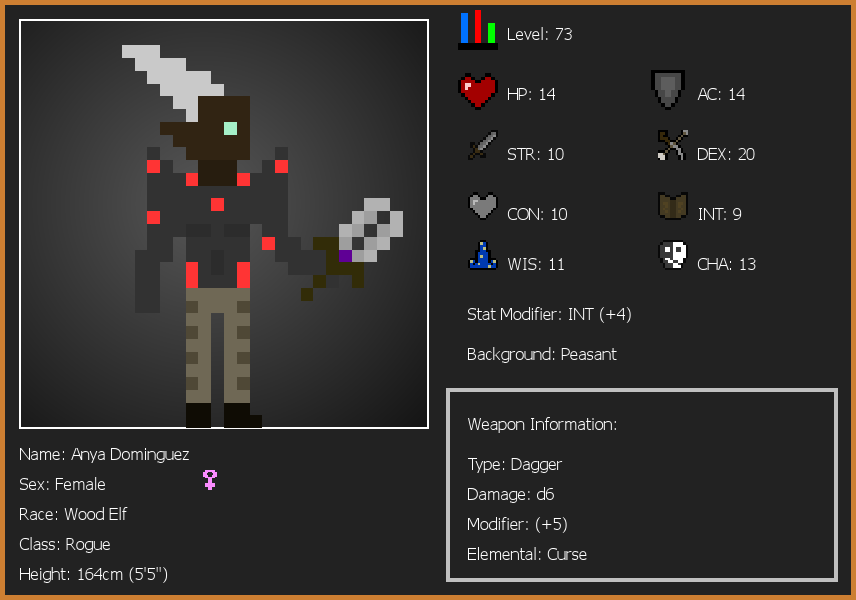 Level: 73
HP: 14
AC: 14
STR: 10
DEX: 20
CON: 10
INT: 9
WIS: 11
CHA: 13
Stat Modifier: INT (+4)
Background: Peasant
Weapon Information:
Type: Dagger
Damage: d6
Modifier: (+5)
Elemental: Curse
Name: Anya Dominguez
Sex: Female
Race: Wood Elf
Class: Rogue
Height: 164cm (5'5")